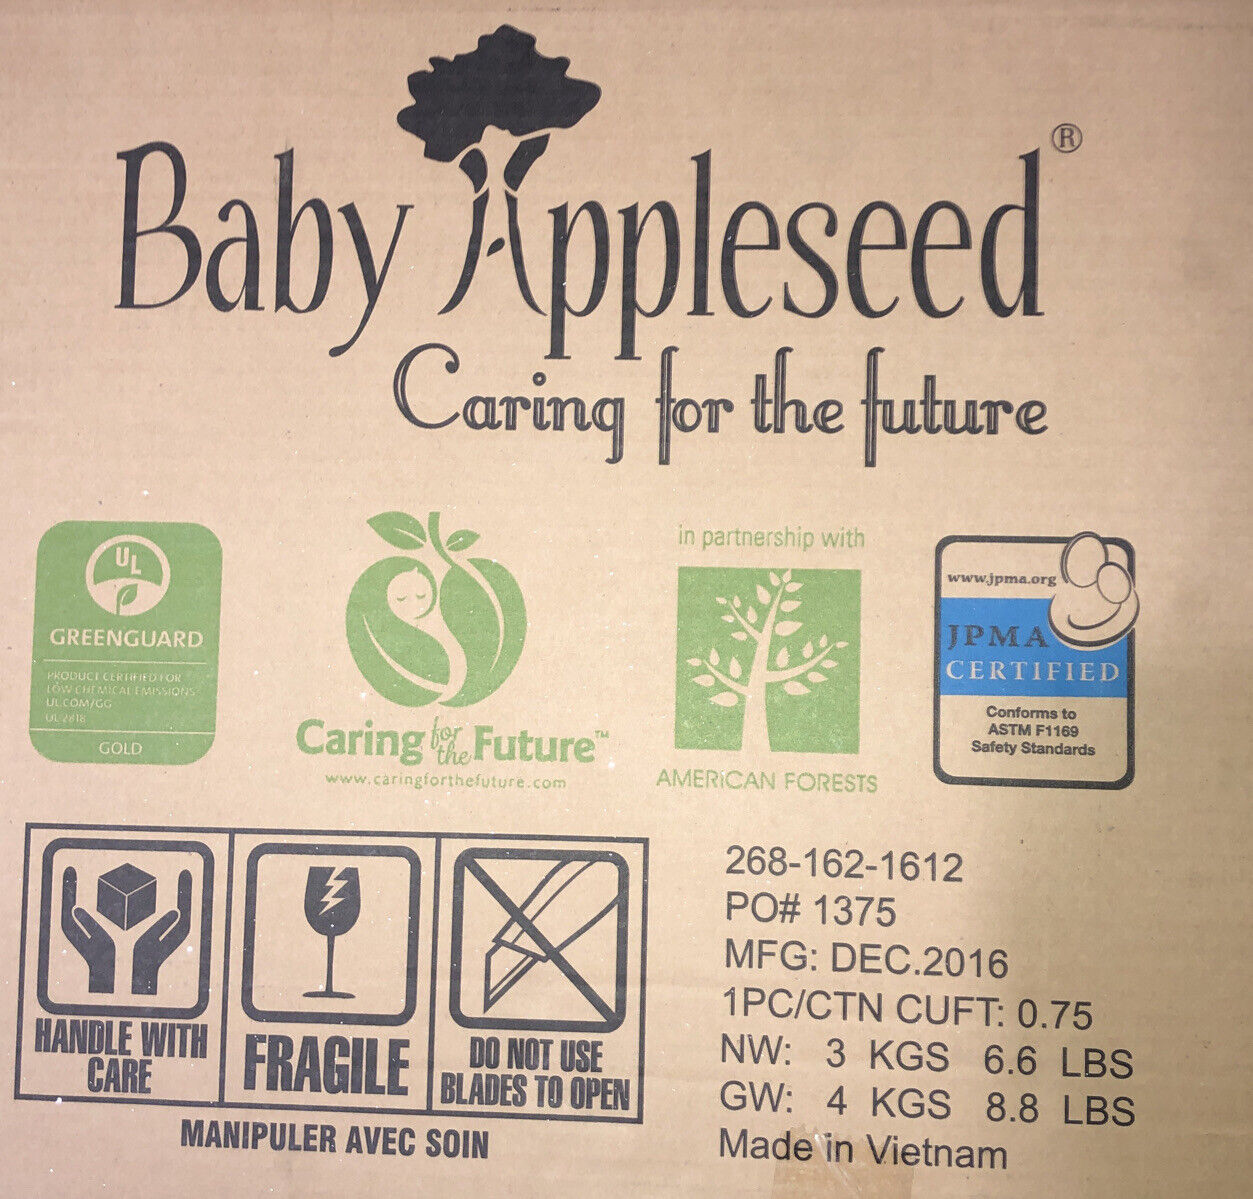 Baby Appleseed®
Caring for the future
UL
GREENGUARD
PRODUCT CERTIFIED FOR
LOW CHEMICAL EMISSIONS
UL.COM/GG
UL 2818
GOLD
Caring for the Future™
www.caringforthefuture.com
in partnership with
AMERICAN FORESTS
www.jpma.org
JPMA
CERTIFIED
Conforms to
ASTM F1169
Safety Standards
HANDLE WITH
CARE
FRAGILE
DO NOT USE
BLADES TO OPEN
MANIPULER AVEC SOIN
268-162-1612
PO# 1375
MFG: DEC.2016
1PC/CTN CUFT: 0.75
NW: 3 KGS 6.6 LBS
GW: 4 KGS 8.8 LBS
Made in Vietnam